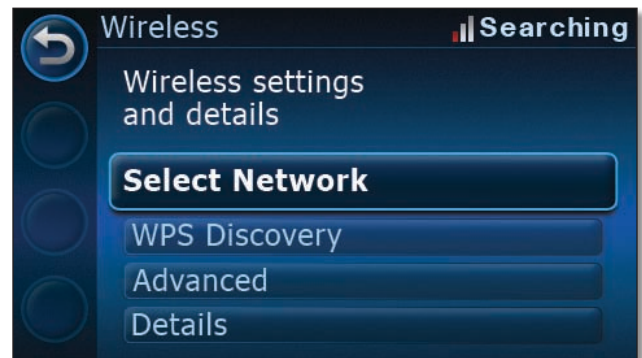 Wireless
Searching
Wireless settings
and details
Select Network
WPS Discovery
Advanced
Details